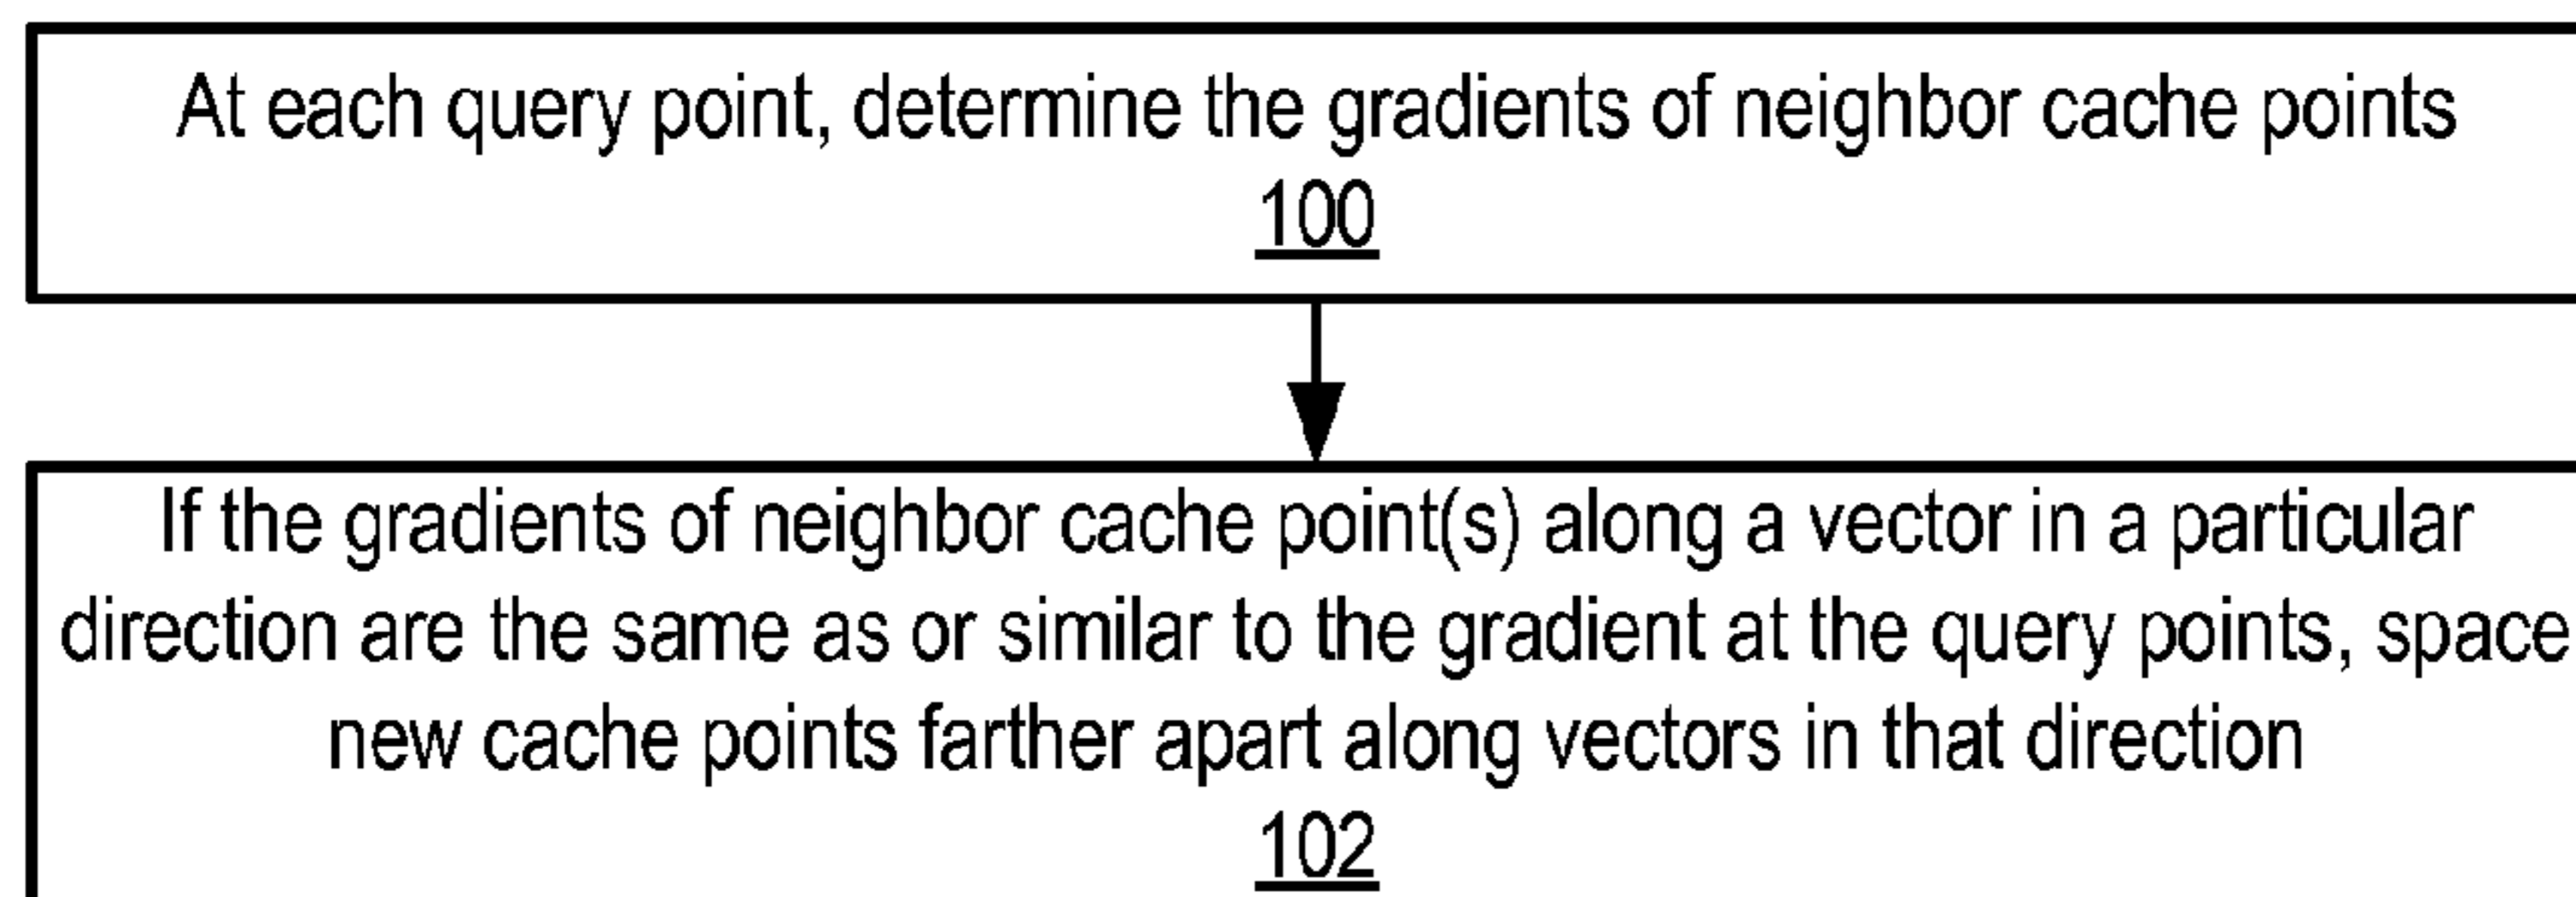 At each query point, determine the gradients of neighbor cache points
100
If the gradients of neighbor cache point(s) along a vector in a particular
direction are the same as or similar to the gradient at the query points, space
new cache points farther apart along vectors in that direction
102